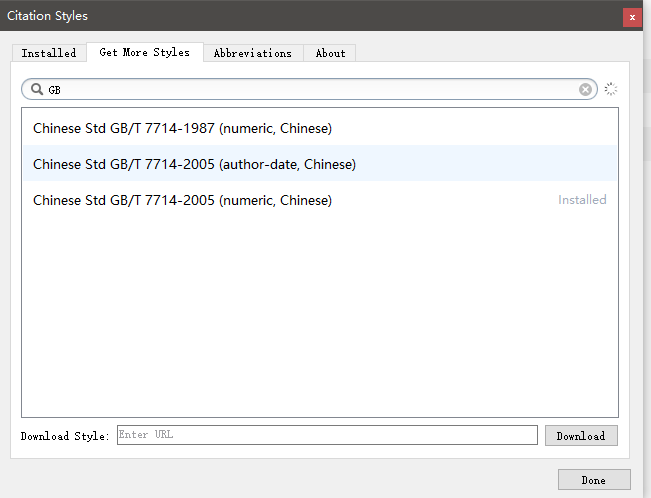 Citation Styles
x
Installed
Get More Styles
Abbreviations
About
GB
Chinese Std GB/T 7714-1987 (numeric, Chinese)
Chinese Std GB/T 7714-2005 (author-date, Chinese)
Chinese Std GB/T 7714-2005 (numeric, Chinese) Installed
Download Style: Enter URL Download
Done